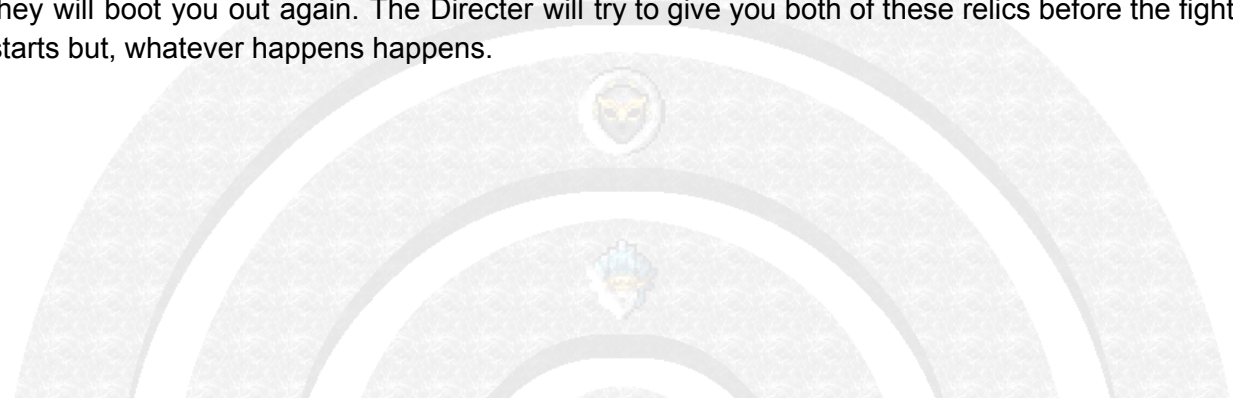 they will boot you out again. The Directer will try to give you both of these relics before the fight
starts but, whatever happens happens.